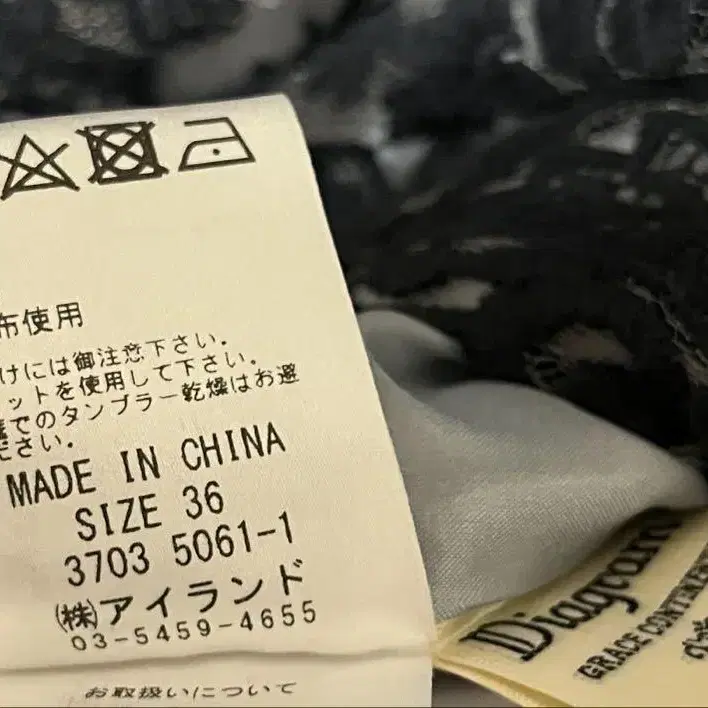 布使用
けには御注意下さい.
ットを使用して下さい.
でのタンブラー乾燥はお避
ださい.
MADE IN CHINA
SIZE 36
3703 5061-1
㈱アイランド
03-5459-4655
お取扱いについて
Diagram
GRACE CONTINEN